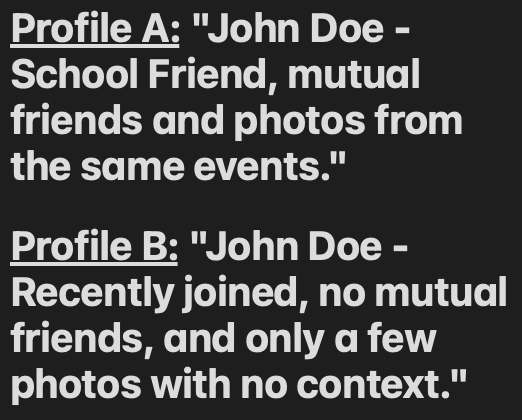 Profile A: "John Doe -
School Friend, mutual
friends and photos from
the same events."
Profile B: "John Doe -
Recently joined, no mutual
friends, and only a few
photos with no context."